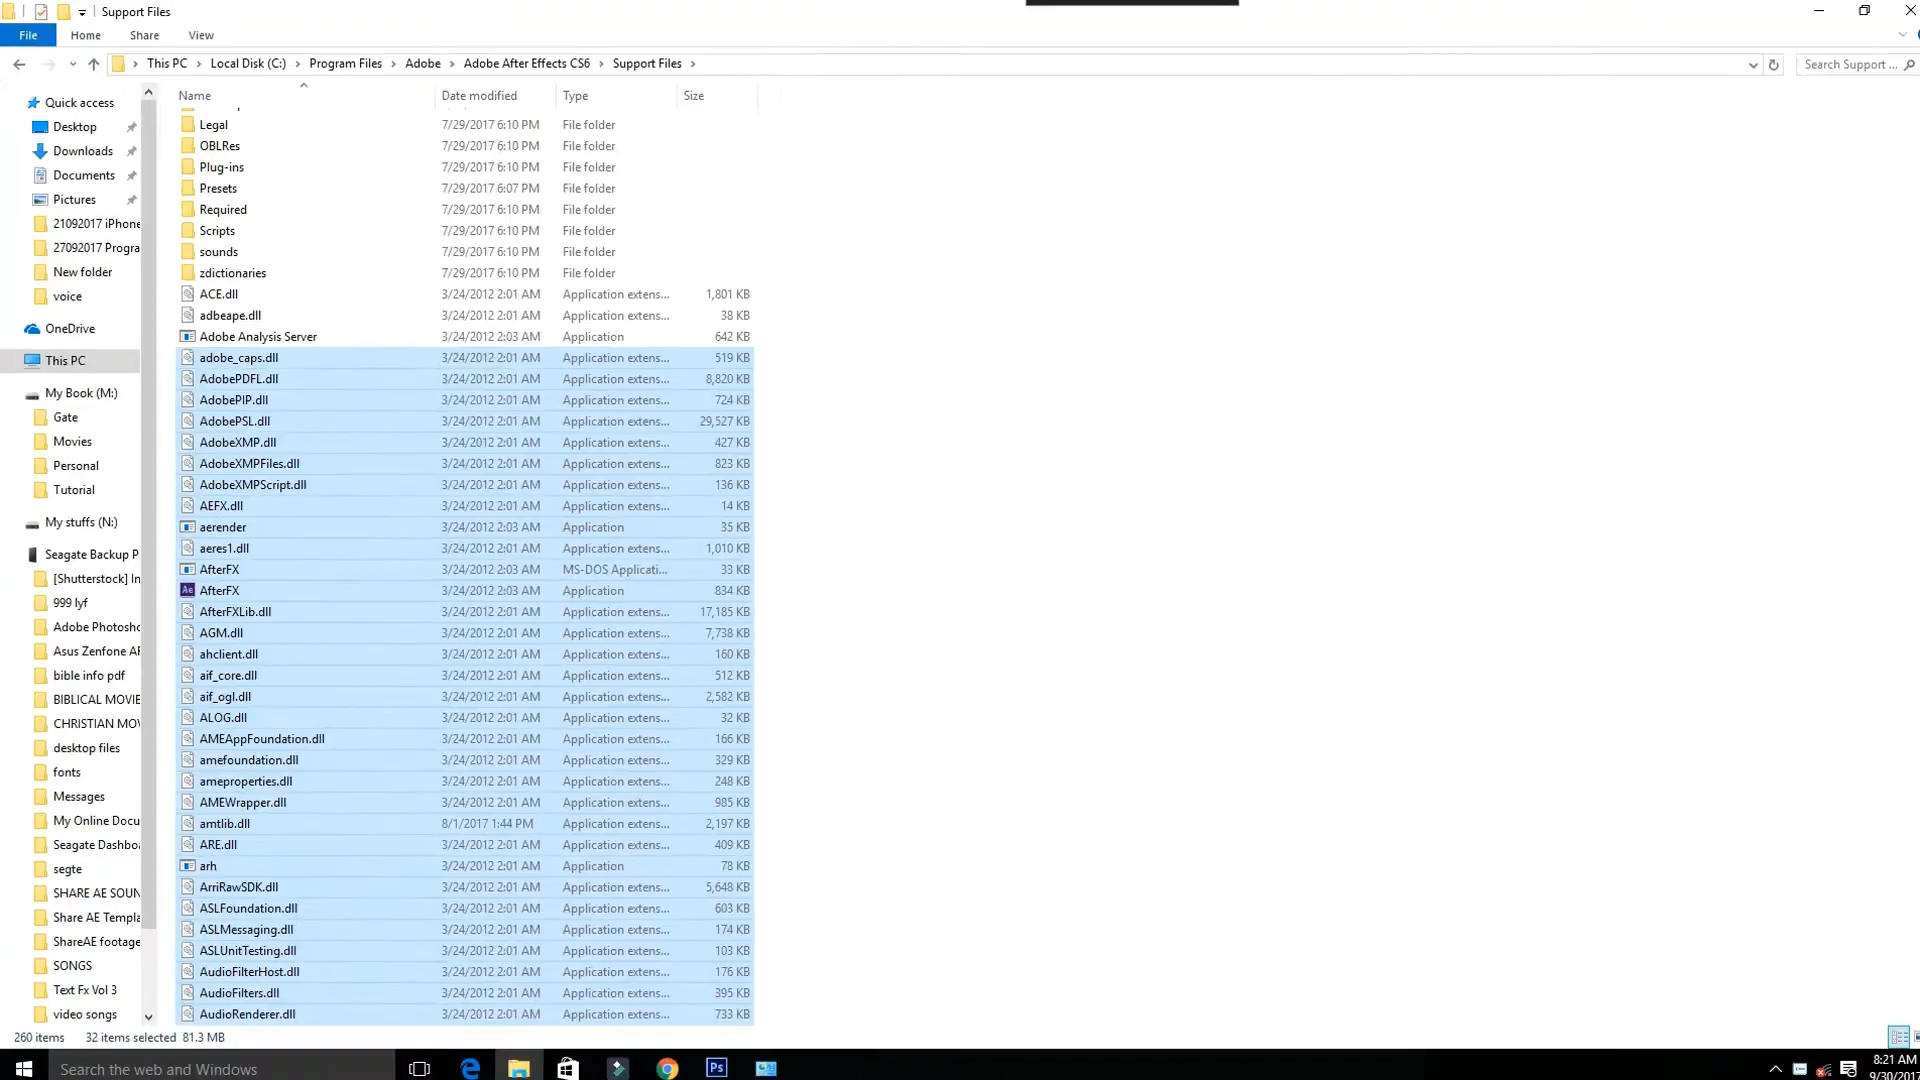 Support Files
File Home Share View
This PC Local Disk (C:) Program Files Adobe Adobe After Effects CS6 Support Files Search Support ...
Name Date modified Type Size
Legal 7/29/2017 6:10 PM File folder
OBLRes 7/29/2017 6:10 PM File folder
Plug-ins 7/29/2017 6:10 PM File folder
Presets 7/29/2017 6:07 PM File folder
Required 7/29/2017 6:10 PM File folder
Scripts 7/29/2017 6:10 PM File folder
sounds 7/29/2017 6:10 PM File folder
zdictionaries 7/29/2017 6:10 PM File folder
ACE.dll 3/24/2012 2:01 AM Application extens... 1,801 KB
adbeape.dll 3/24/2012 2:01 AM Application extens... 38 KB
Adobe Analysis Server 3/24/2012 2:03 AM Application 642 KB
adobe_caps.dll 3/24/2012 2:01 AM Application extens... 519 KB
AdobePDFL.dll 3/24/2012 2:01 AM Application extens... 8,820 KB
AdobePIP.dll 3/24/2012 2:01 AM Application extens... 724 KB
AdobePSL.dll 3/24/2012 2:01 AM Application extens... 29,527 KB
AdobeXMP.dll 3/24/2012 2:01 AM Application extens... 427 KB
AdobeXMPFiles.dll 3/24/2012 2:01 AM Application extens... 823 KB
AdobeXMPScript.dll 3/24/2012 2:01 AM Application extens... 136 KB
AEFX.dll 3/24/2012 2:01 AM Application extens... 14 KB
aerender 3/24/2012 2:03 AM Application 35 KB
aeres1.dll 3/24/2012 2:01 AM Application extens... 1,010 KB
AfterFX 3/24/2012 2:03 AM MS-DOS Applicati... 33 KB
Ae AfterFX 3/24/2012 2:03 AM Application 834 KB
AfterFXLib.dll 3/24/2012 2:01 AM Application extens... 17,185 KB
AGM.dll 3/24/2012 2:01 AM Application extens... 7,738 KB
ahclient.dll 3/24/2012 2:01 AM Application extens... 160 KB
aif_core.dll 3/24/2012 2:01 AM Application extens... 512 KB
aif_ogl.dll 3/24/2012 2:01 AM Application extens... 2,582 KB
ALOG.dll 3/24/2012 2:01 AM Application extens... 32 KB
AMEAppFoundation.dll 3/24/2012 2:01 AM Application extens... 166 KB
amefoundation.dll 3/24/2012 2:01 AM Application extens... 329 KB
ameproperties.dll 3/24/2012 2:01 AM Application extens... 248 KB
AMEWrapper.dll 3/24/2012 2:01 AM Application extens... 985 KB
amtlib.dll 8/1/2017 1:44 PM Application extens... 2,197 KB
ARE.dll 3/24/2012 2:01 AM Application extens... 409 KB
arh 3/24/2012 2:01 AM Application 78 KB
ArriRawSDK.dll 3/24/2012 2:01 AM Application extens... 5,648 KB
ASLFoundation.dll 3/24/2012 2:01 AM Application extens... 603 KB
ASLMessaging.dll 3/24/2012 2:01 AM Application extens... 174 KB
ASLUnitTesting.dll 3/24/2012 2:01 AM Application extens... 103 KB
AudioFilterHost.dll 3/24/2012 2:01 AM Application extens... 176 KB
AudioFilters.dll 3/24/2012 2:01 AM Application extens... 395 KB
AudioRenderer.dll 3/24/2012 2:01 AM Application extens... 733 KB
Quick access
Desktop
Downloads
Documents
Pictures
21092017 iPhone
27092017 Progra
New folder
voice
OneDrive
This PC
My Book (M:)
Gate
Movies
Personal
Tutorial
My stuffs (N:)
Seagate Backup P
[Shutterstock] In
999 lyf
Adobe Photosho
Asus Zenfone AR
bible info pdf
BIBLICAL MOVIE
CHRISTIAN MOV
desktop files
fonts
Messages
My Online Docu
Seagate Dashboa
segte
SHARE AE SOUN
Share AE Templa
ShareAE footage
SONGS
Text Fx Vol 3
video songs
260 items 32 items selected 81.3 MB
Search the web and Windows Ps 8:21 AM
9/30/2017